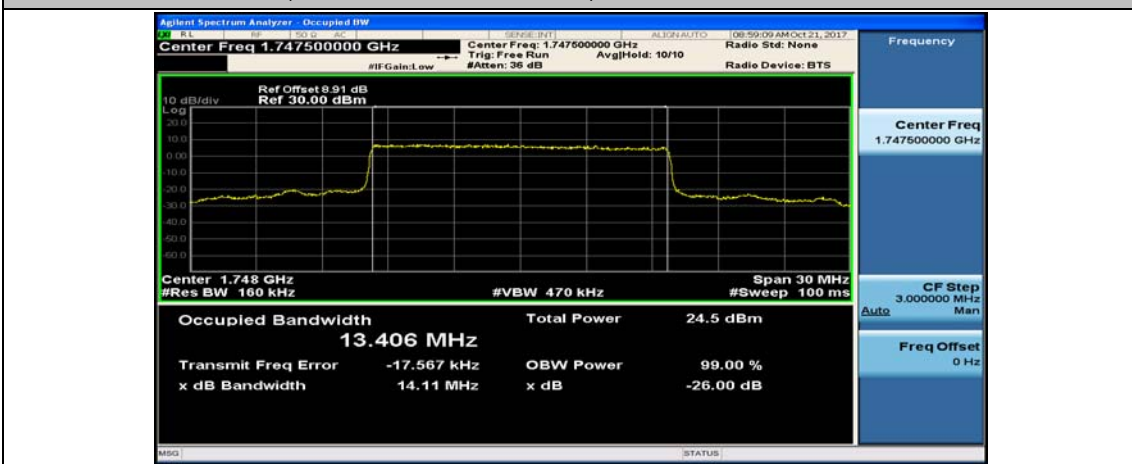 Agilent Spectrum Analyzer - Occupied BW
RL RF 50 Ω AC SENSE:INT ALIGN AUTO 08:59:09 AM Oct 21, 2017
Center Freq 1.747500000 GHz Center Freq: 1.747500000 GHz Radio Std: None Frequency
Trig: Free Run Avg|Hold: 10/10
#IFGain:Low #Atten: 36 dB Radio Device: BTS
Ref Offset 8.91 dB
10 dB/div Ref 30.00 dBm
Log
20.0
10.0
0.00
-10.0
-20.0
-30.0
-40.0
-50.0
-60.0
Center 1.748 GHz Span 30 MHz
#Res BW 160 kHz #VBW 470 kHz #Sweep 100 ms
Occupied Bandwidth Total Power 24.5 dBm
13.406 MHz
Transmit Freq Error -17.567 kHz OBW Power 99.00 %
x dB Bandwidth 14.11 MHz x dB -26.00 dB
Center Freq
1.747500000 GHz
CF Step
3.000000 MHz
Auto Man
Freq Offset
0 Hz
MSG STATUS